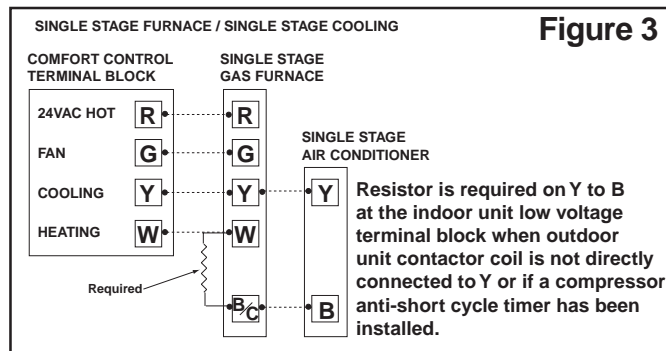 SINGLE STAGE FURNACE / SINGLE STAGE COOLING
Figure 3
COMFORT CONTROL
TERMINAL BLOCK
SINGLE STAGE
GAS FURNACE
24VAC HOT R R
SINGLE STAGE
AIR CONDITIONER
FAN G G
COOLING Y Y Y
HEATING W W
Required
B/C B
Resistor is required on Y to B
at the indoor unit low voltage
terminal block when outdoor
unit contactor coil is not directly
connected to Y or if a compressor
anti-short cycle timer has been
installed.